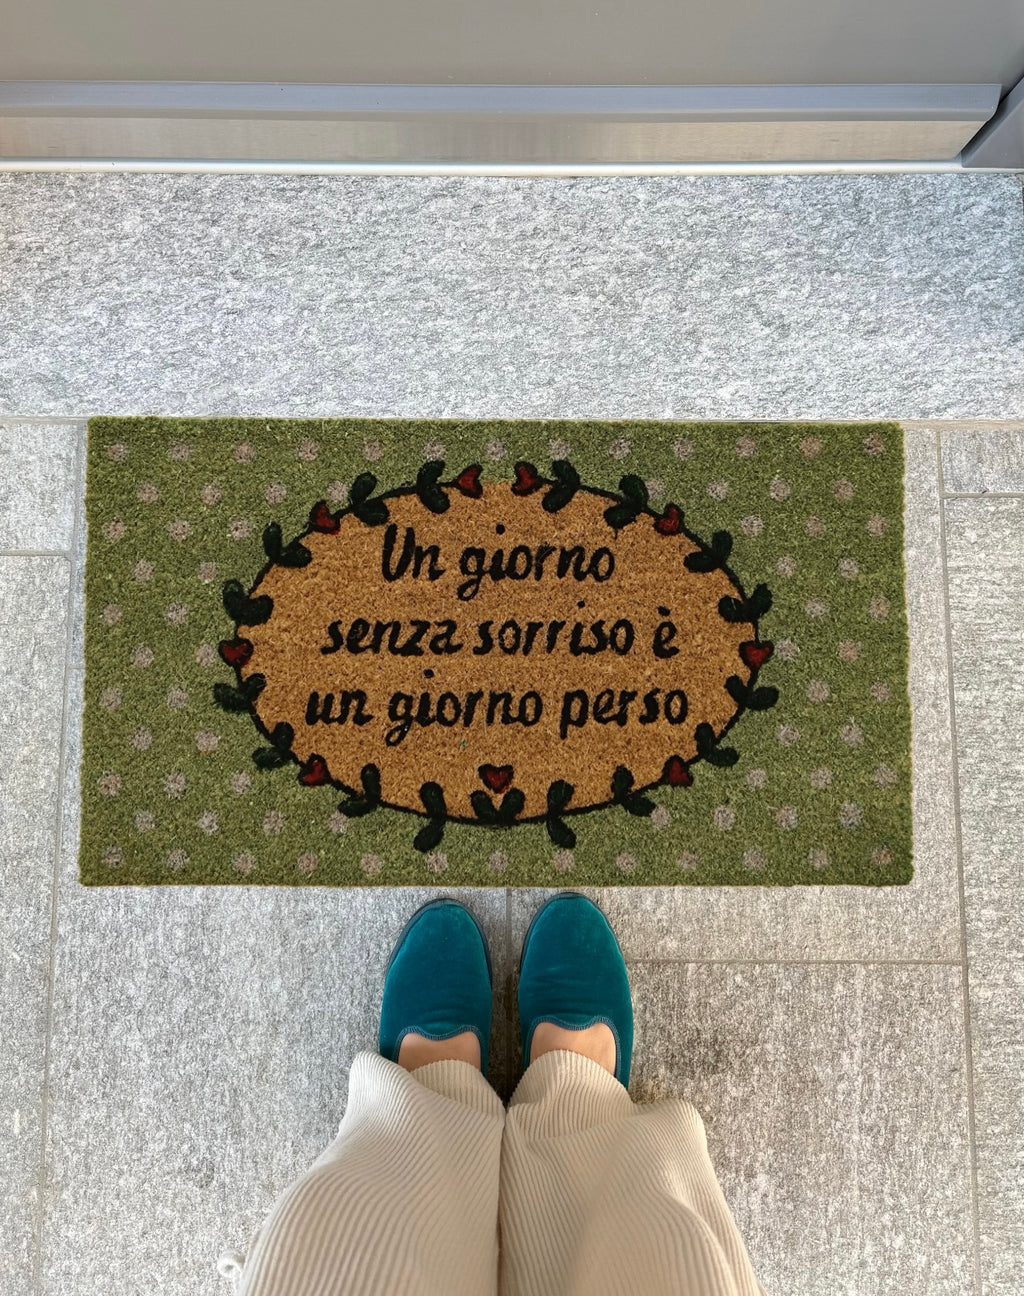 Un giorno
senza sorriso è
un giorno perso